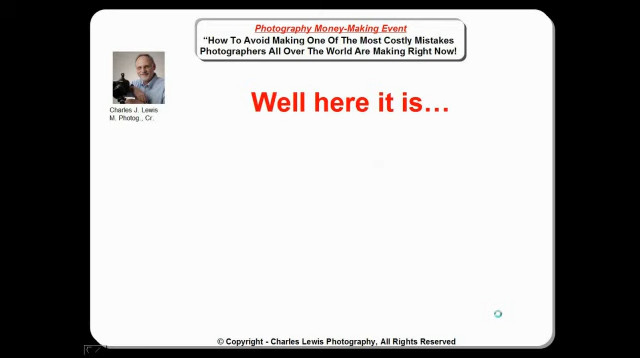 Photography Money-Making Event
“How To Avoid Making One Of The Most Costly Mistakes
Photographers All Over The World Are Making Right Now!
Charles J. Lewis
M. Photog., Cr.
Well here it is…
© Copyright - Charles Lewis Photography, All Rights Reserved